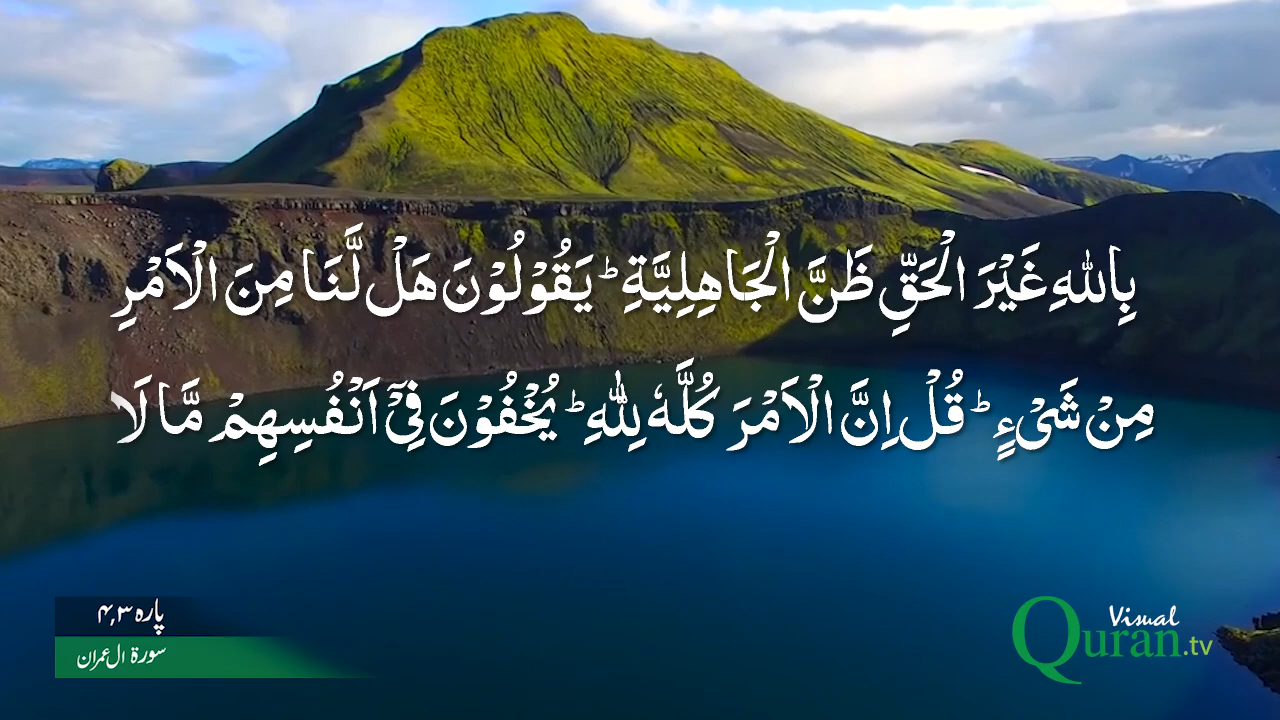 بِاللّٰهِ غَيْرَ الْحَقِّ ظَنَّ الْجَاهِلِيَّةِ ؕ يَقُوْلُوْنَ هَلْ لَّنَا مِنَ الْاَمْرِ
مِنْ شَیْءٍ ؕ قُلْ اِنَّ الْاَمْرَ كُلَّهٗ لِلّٰهِ ؕ يُخْفُوْنَ فِیْۤ اَنْفُسِهِمْ مَّا لَا
پارہ ۴,۳
سورۃ ال عمران
Visual
Quran.tv